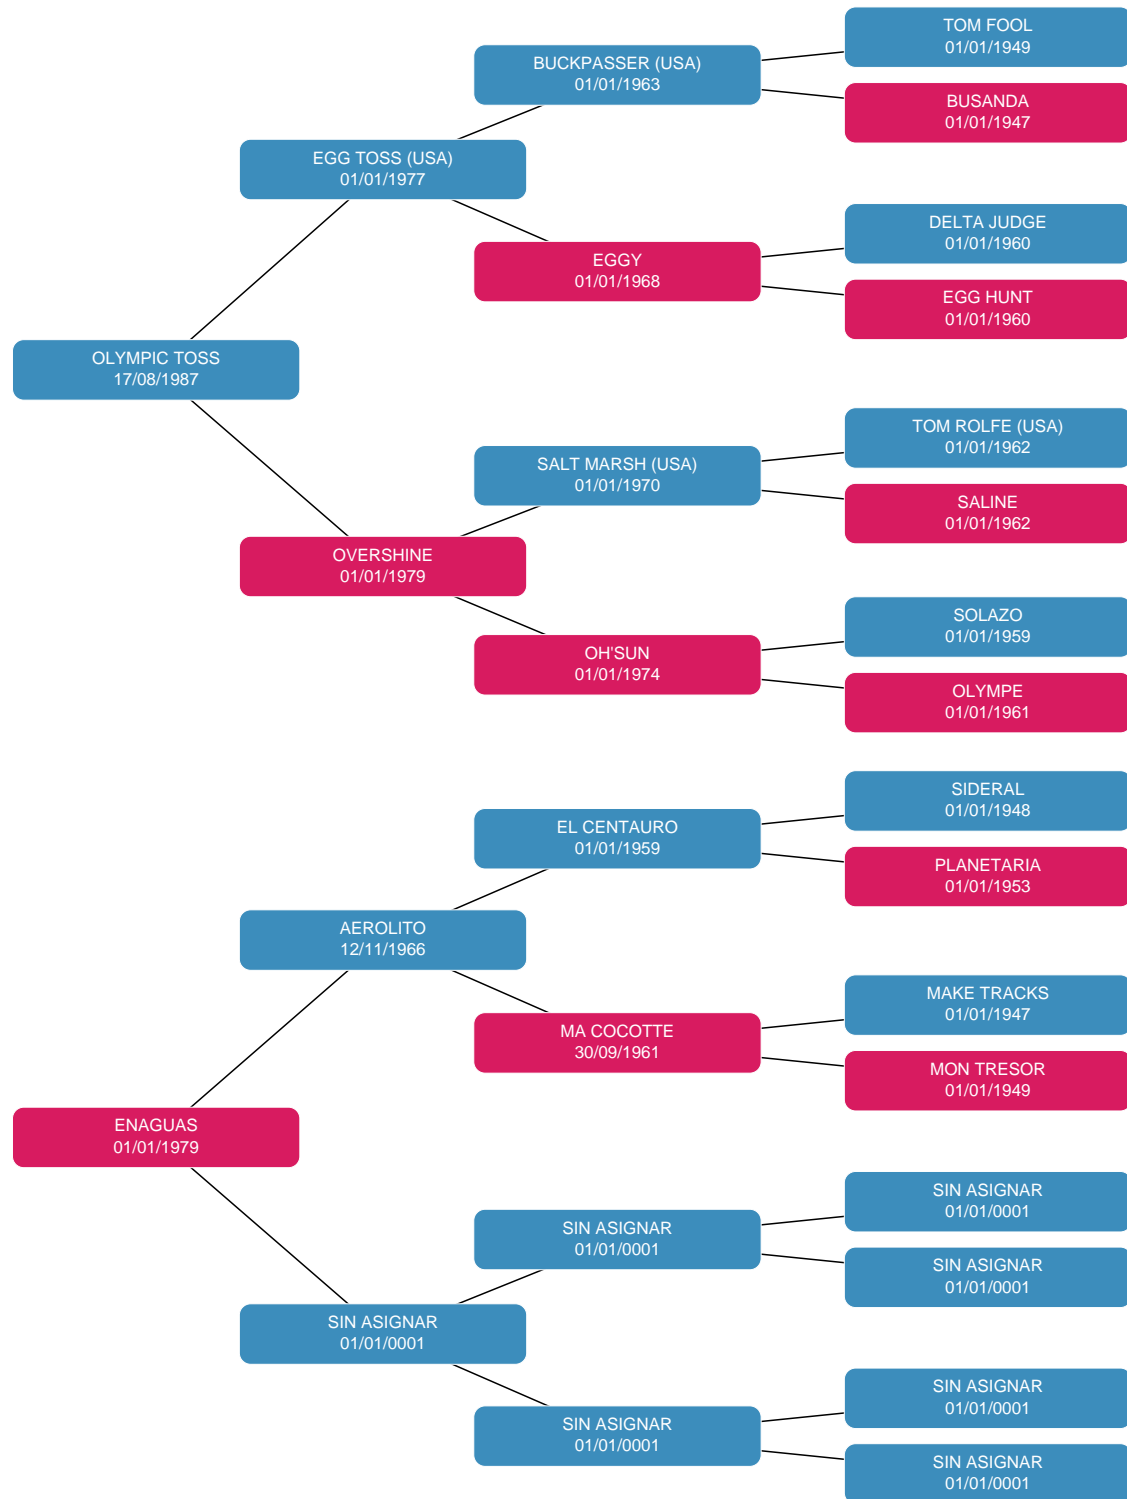 TOM FOOL
01/01/1949
BUCKPASSER (USA)
01/01/1963
BUSANDA
01/01/1947
EGG TOSS (USA)
01/01/1977
DELTA JUDGE
01/01/1960
EGGY
01/01/1968
EGG HUNT
01/01/1960
OLYMPIC TOSS
17/08/1987
TOM ROLFE (USA)
01/01/1962
SALT MARSH (USA)
01/01/1970
SALINE
01/01/1962
OVERSHINE
01/01/1979
SOLAZO
01/01/1959
OH'SUN
01/01/1974
OLYMPE
01/01/1961
SIDERAL
01/01/1948
EL CENTAURO
01/01/1959
PLANETARIA
01/01/1953
AEROLITO
12/11/1966
MAKE TRACKS
01/01/1947
MA COCOTTE
30/09/1961
MON TRESOR
01/01/1949
ENAGUAS
01/01/1979
SIN ASIGNAR
01/01/0001
SIN ASIGNAR
01/01/0001
SIN ASIGNAR
01/01/0001
SIN ASIGNAR
01/01/0001
SIN ASIGNAR
01/01/0001
SIN ASIGNAR
01/01/0001
SIN ASIGNAR
01/01/0001